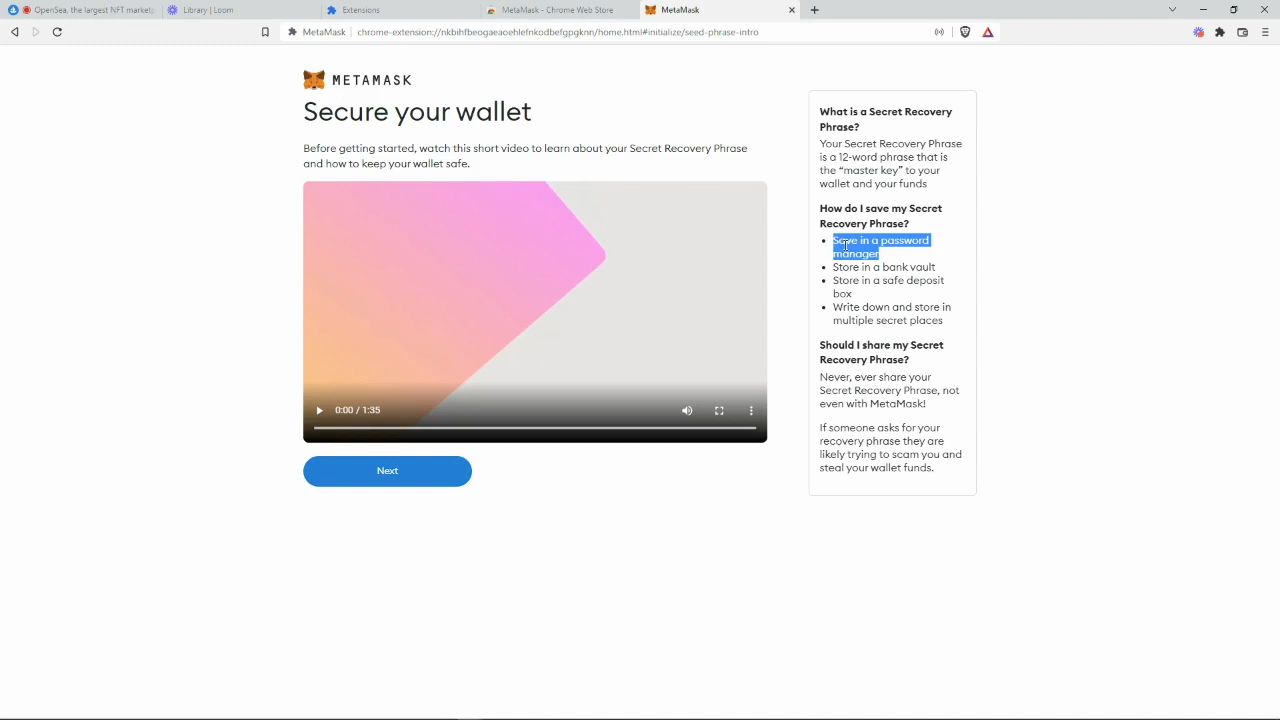 OpenSea, the largest NFT market
Library | Loom
Extensions
MetaMask - Chrome Web Store
MetaMask
MetaMask
chrome-extension://nkbihfbeogaeaoehlefnkodbefgpgknn/home.html#initialize/seed-phrase-intro
METAMASK
Secure your wallet
Before getting started, watch this short video to learn about your Secret Recovery Phrase
and how to keep your wallet safe.
0:00 / 1:35
Next
What is a Secret Recovery
Phrase?
Your Secret Recovery Phrase
is a 12-word phrase that is
the “master key” to your
wallet and your funds
How do I save my Secret
Recovery Phrase?
• Save in a password
manager
• Store in a bank vault
• Store in a safe deposit
box
• Write down and store in
multiple secret places
Should I share my Secret
Recovery Phrase?
Never, ever share your
Secret Recovery Phrase, not
even with MetaMask!
If someone asks for your
recovery phrase they are
likely trying to scam you and
steal your wallet funds.